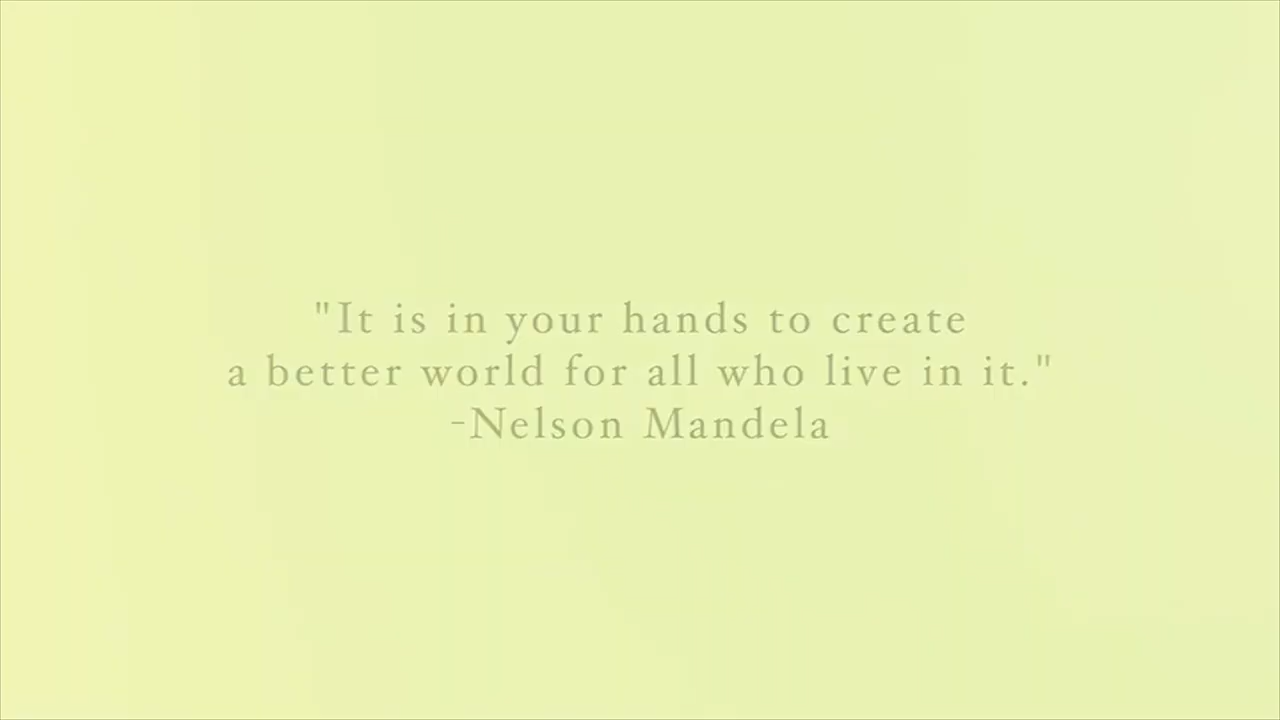 "It is in your hands to create
a better world for all who live in it."
-Nelson Mandela